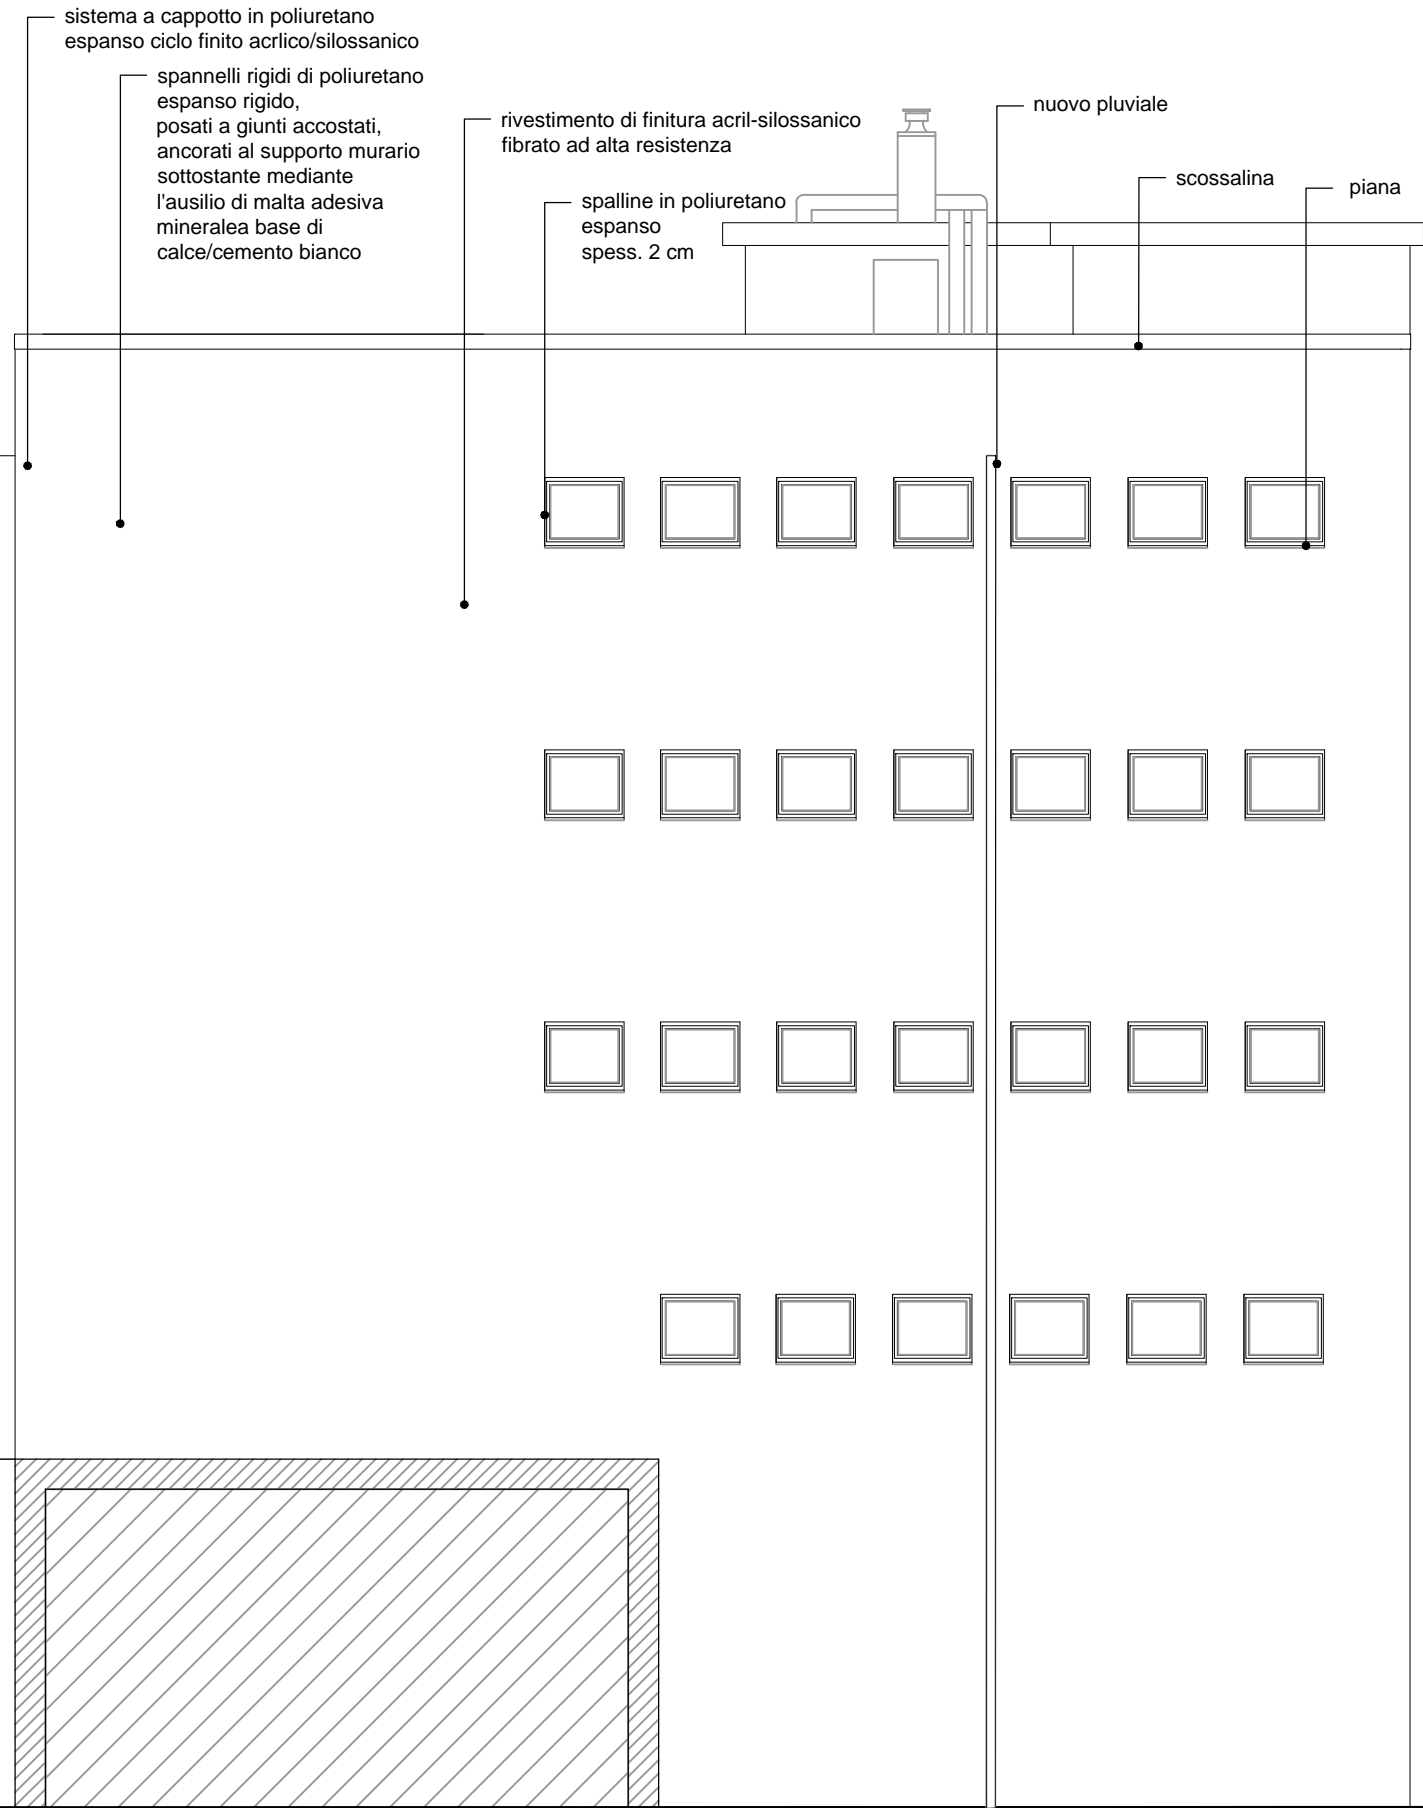 sistema a cappotto in poliuretano
espanso ciclo finito acrlico/silossanico
spannelli rigidi di poliuretano
espanso rigido,
posati a giunti accostati,
ancorati al supporto murario
sottostante mediante
l'ausilio di malta adesiva
mineralea base di
calce/cemento bianco
rivestimento di finitura acril-silossanico
fibrato ad alta resistenza
spalline in poliuretano
espanso
spess. 2 cm
nuovo pluviale
scossalina
piana